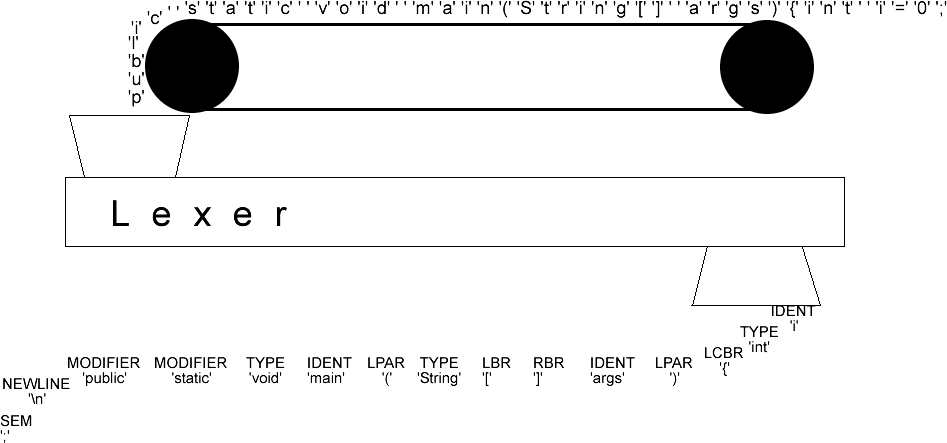 ' ' 's' 't' 'a' 't' 'i' 'c' ' ' 'v' 'o' 'i' 'd' ' ' 'm' 'a' 'i' 'n' '(' 'S' 't' 'r' 'i' 'n' 'g' '[' ']' ' ' 'a' 'r' 'g' 's' ')' '{' 'i' 'n' 't' ' ' 'i' '=' '0' ';'
'c'
'i'
'l'
'b'
'u'
'p'
L e x e r
IDENT
'i'
TYPE
'int'
LCBR
'{'
MODIFIER MODIFIER TYPE IDENT LPAR TYPE LBR RBR IDENT LPAR
'public' 'static' 'void' 'main' '(' 'String' '[' ']' 'args' ')'
NEWLINE
'\n'
SEM
';'